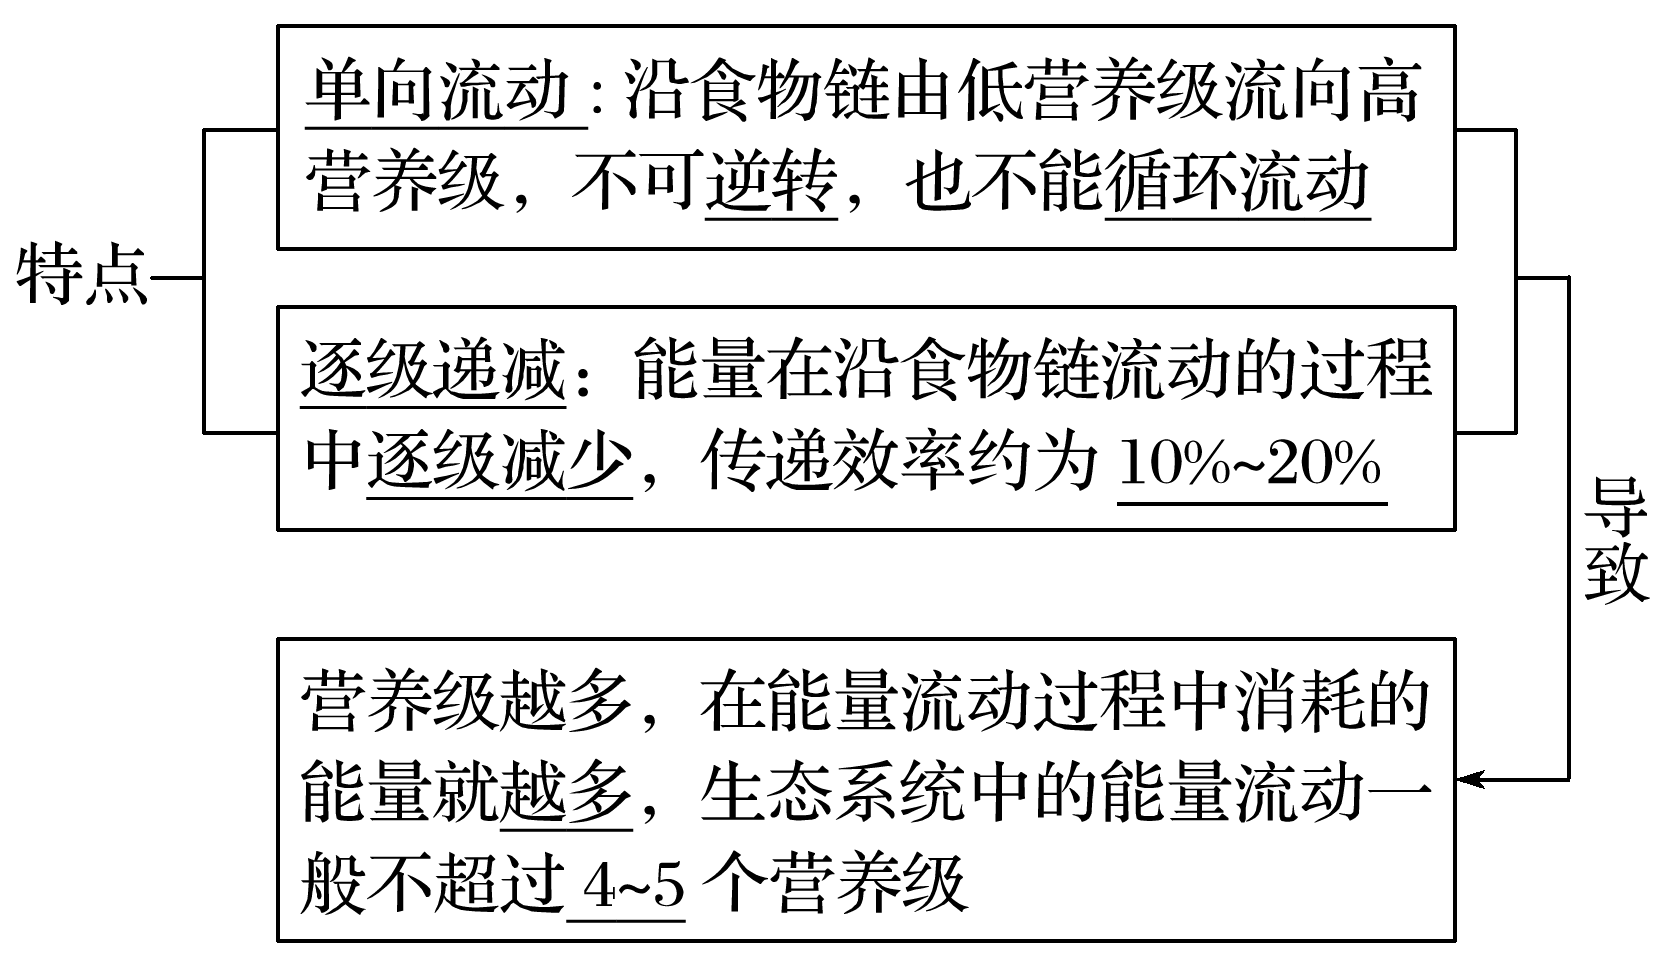 特点
单向流动：沿食物链由低营养级流向高
营养级，不可逆转，也不能循环流动
逐级递减：能量在沿食物链流动的过程
中逐级减少，传递效率约为10%~20%
导致
营养级越多，在能量流动过程中消耗的
能量就越多，生态系统中的能量流动一
般不超过4~5个营养级